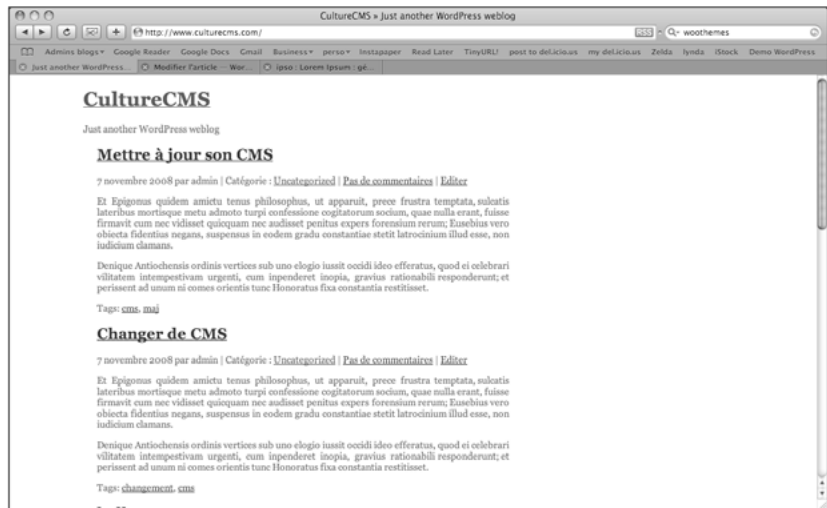 CultureCMS » Just another WordPress weblog
http://www.culturecms.com/
RSS
woothemes
Admins blogs Google Reader Google Docs Gmail Business perso Instapaper Read Later TinyURL! post to del.icio.us my del.icio.us Zelda lynda iStock Demo WordPress
Just another WordPress... Modifier l'article — Wor... ipso : Lorem Ipsum : gé...
CultureCMS
Just another WordPress weblog
Mettre à jour son CMS
7 novembre 2008 par admin | Catégorie : Uncategorized | Pas de commentaires | Editer
Et Epigonus quidem amictu tenus philosophus, ut apparuit, prece frustra temptata, sulcatis
lateribus mortisque metu admoto turpi confessione cogitatorum socium, quae nulla erant, fuisse
firmavit cum nec vidisset quicquam nec audisset penitus expers forensium rerum; Eusebius vero
obiecta fidentius negans, suspensus in eodem gradu constantiae stetit latrocinium illud esse, non
iudicium clamans.
Denique Antiochensis ordinis vertices sub uno elogio iussit occidi ideo efferatus, quod ei celebrari
vilitatem intempestivam urgenti, cum inpenderet inopia, gravius rationabili responderunt; et
perissent ad unum ni comes orientis tunc Honoratus fixa constantia restitisset.
Tags: cms, maj
Changer de CMS
7 novembre 2008 par admin | Catégorie : Uncategorized | Pas de commentaires | Editer
Et Epigonus quidem amictu tenus philosophus, ut apparuit, prece frustra temptata, sulcatis
lateribus mortisque metu admoto turpi confessione cogitatorum socium, quae nulla erant, fuisse
firmavit cum nec vidisset quicquam nec audisset penitus expers forensium rerum; Eusebius vero
obiecta fidentius negans, suspensus in eodem gradu constantiae stetit latrocinium illud esse, non
iudicium clamans.
Denique Antiochensis ordinis vertices sub uno elogio iussit occidi ideo efferatus, quod ei celebrari
vilitatem intempestivam urgenti, cum inpenderet inopia, gravius rationabili responderunt; et
perissent ad unum ni comes orientis tunc Honoratus fixa constantia restitisset.
Tags: changement, cms